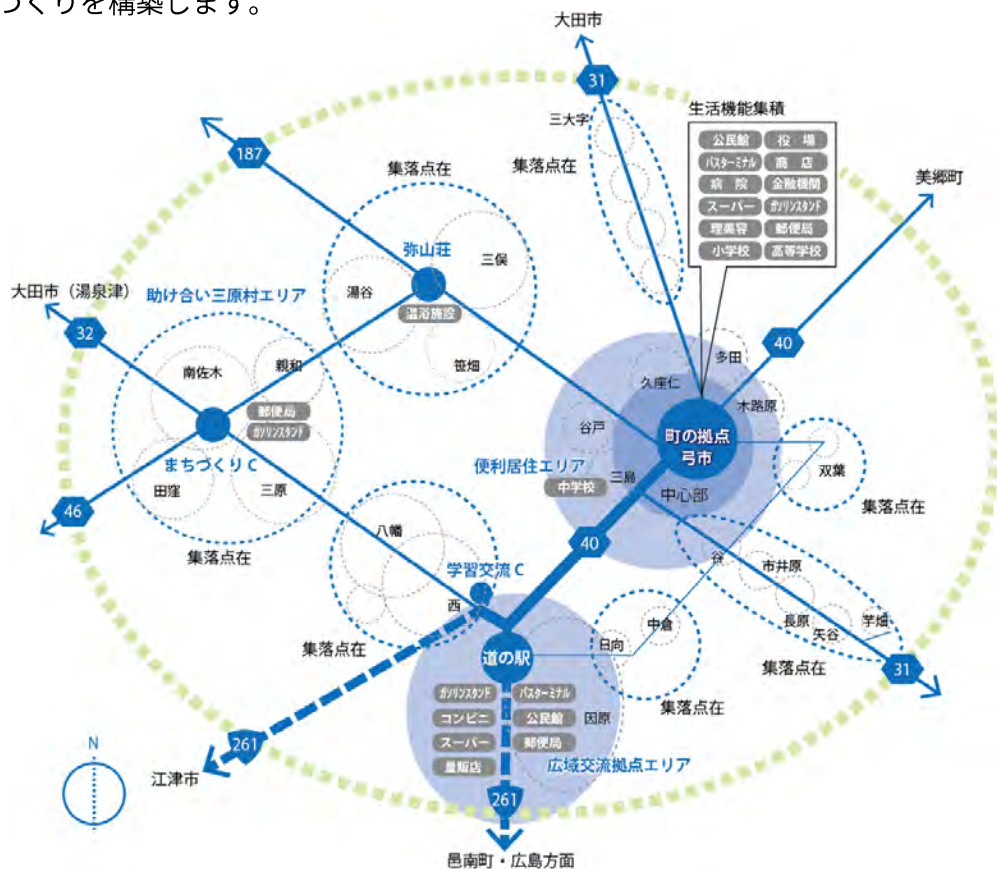 づくりを構築します。
大田市
31
生活機能集積
三大字
公民館 役場
バスターミナル 商店
病院 金融機関
スーパー ガソリンスタンド
理美容 郵便局
小学校 高等学校
187
集落点在
集落点在
美郷町
弥山荘
三俣
湯谷
温浴施設
笹畑
大田市（湯泉津）
助け合い三原村エリア
32
40
多田
久座仁
木路原
南佐木
親和
郵便局
ガソリンスタンド
谷戸
町の拠点
弓市
まちづくりC
便利居住エリア
中学校
三島
中心部
双葉
田窪
三原
集落点在
46
集落点在
八幡
40
谷
市井原
学習交流C
西
長原
矢谷
芋畑
中倉
日向
集落点在
道の駅
集落点在
31
集落点在
ガソリンスタンド バスターミナル
コンビニ 公民館
因原
スーパー 郵便局
量販店
広域交流拠点エリア
261
N
江津市
261
邑南町・広島方面